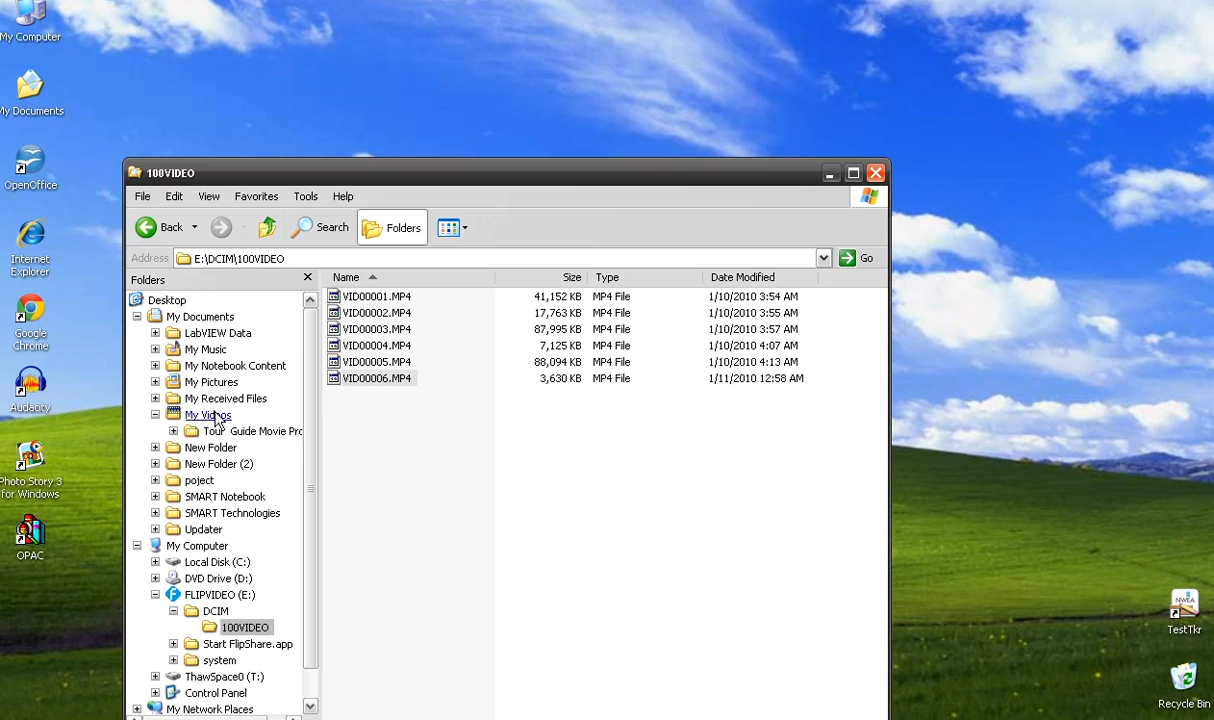 My Computer
My Documents
OpenOffice
Internet
Explorer
Google
Chrome
Audacity
Photo Story 3
for Windows
OPAC
100VIDEO
File Edit View Favorites Tools Help
Back Search Folders
Address E:\DCIM\100VIDEO Go
Folders
Desktop
My Documents
LabVIEW Data
My Music
My Notebook Content
My Pictures
My Received Files
My Videos
Tour Guide Movie Pro
New Folder
New Folder (2)
poject
SMART Notebook
SMART Technologies
Updater
My Computer
Local Disk (C:)
DVD Drive (D:)
FLIPVIDEO (E:)
DCIM
100VIDEO
Start FlipShare.app
system
ThawSpace0 (T:)
Control Panel
My Network Places
Name Size Type Date Modified
VID00001.MP4 41,152 KB MP4 File 1/10/2010 3:54 AM
VID00002.MP4 17,763 KB MP4 File 1/10/2010 3:55 AM
VID00003.MP4 87,995 KB MP4 File 1/10/2010 3:57 AM
VID00004.MP4 7,125 KB MP4 File 1/10/2010 4:07 AM
VID00005.MP4 88,094 KB MP4 File 1/10/2010 4:13 AM
VID00006.MP4 3,630 KB MP4 File 1/11/2010 12:58 AM
NWEA
TestTkr
Recycle Bin